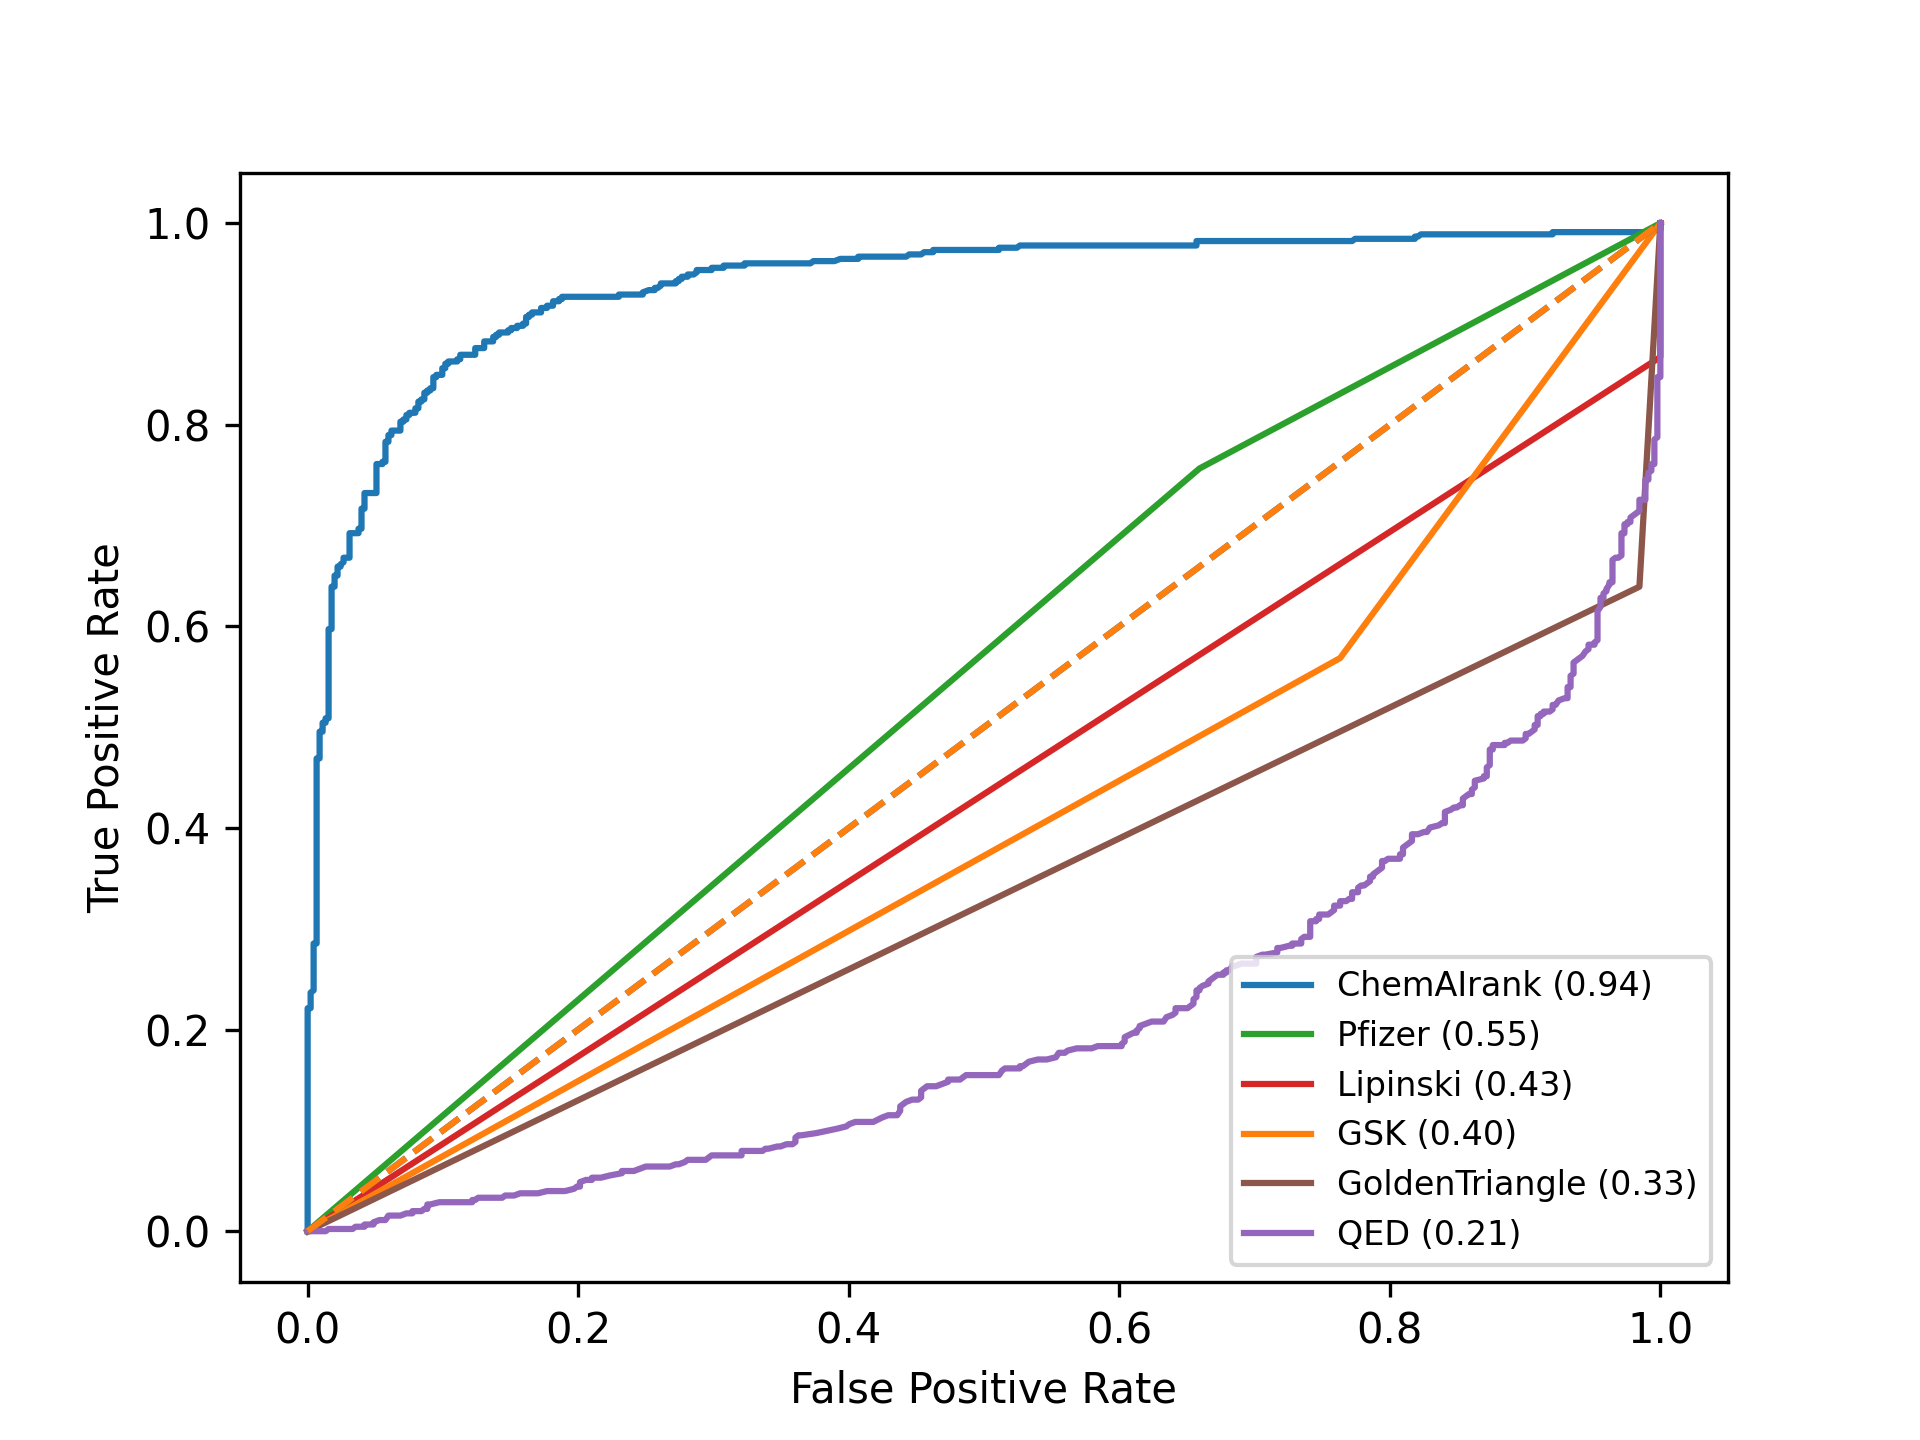 1.0
0.8
0.6
0.4
0.2
0.0
True Positive Rate
ChemAIrank (0.94)
Pfizer (0.55)
Lipinski (0.43)
GSK (0.40)
GoldenTriangle (0.33)
QED (0.21)
0.0 0.2 0.4 0.6 0.8 1.0
False Positive Rate